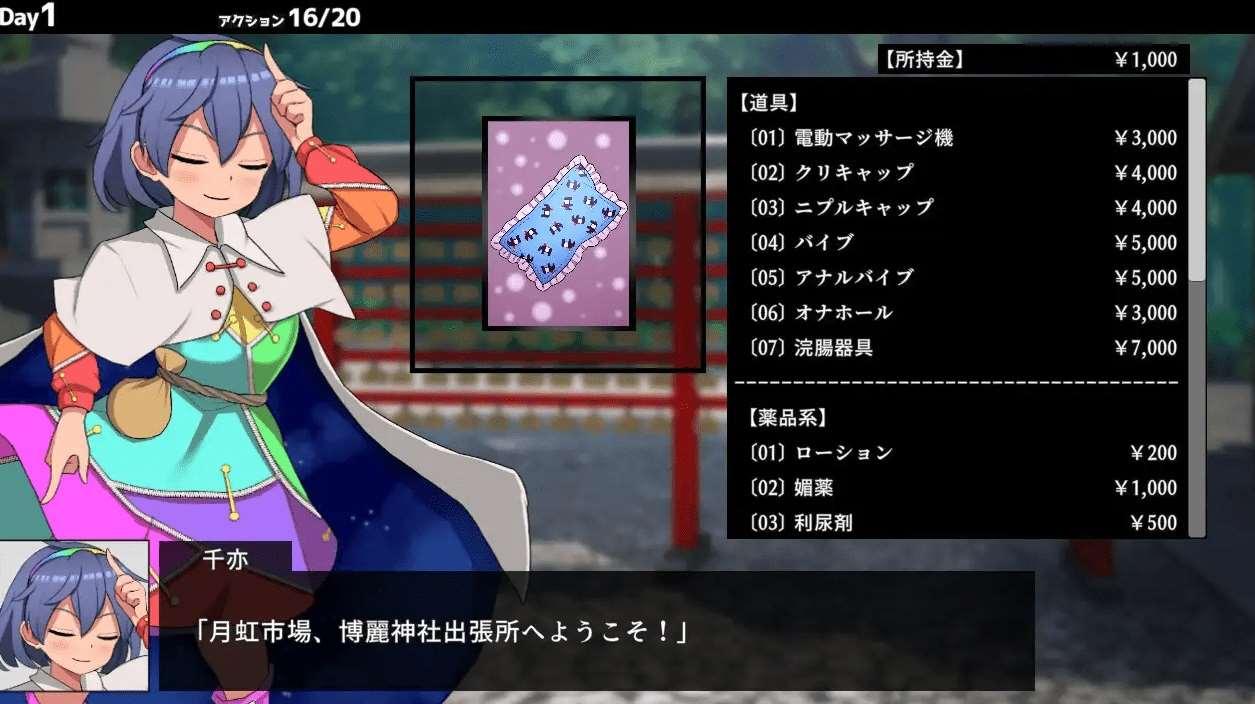 Day1
アクション16/20
【所持金】 ￥1,000
【道具】
〔01〕電動マッサージ機 ￥3,000
〔02〕クリキャップ ￥4,000
〔03〕ニプルキャップ ￥4,000
〔04〕バイブ ￥5,000
〔05〕アナルバイブ ￥5,000
〔06〕オナホール ￥3,000
〔07〕浣腸器具 ￥7,000
【薬品系】
〔01〕ローション ￥200
〔02〕媚薬 ￥1,000
〔03〕利尿剤 ￥500
千亦
「月虹市場、博麗神社出張所へようこそ！」